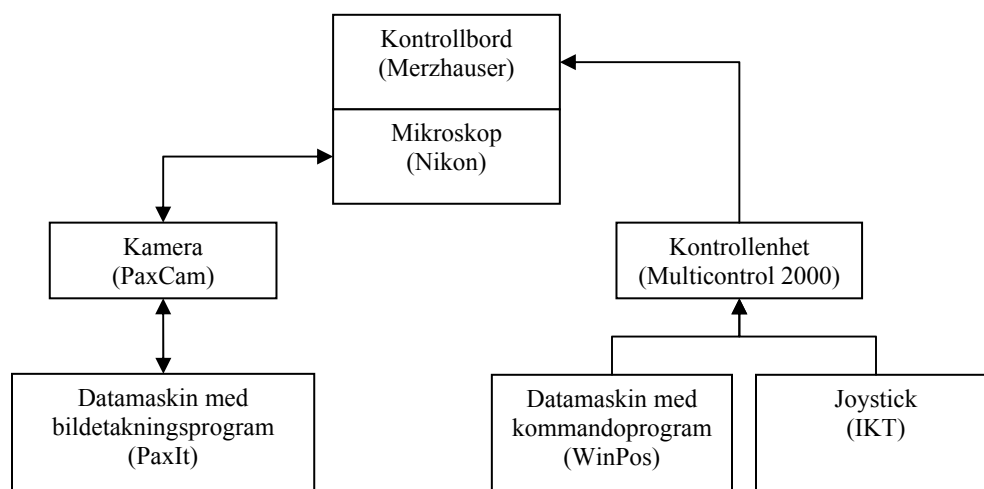 Kontrollbord
(Merzhauser)
Mikroskop
(Nikon)
Kamera
(PaxCam)
Kontrollenhet
(Multicontrol 2000)
Datamaskin med
bildetakningsprogram
(PaxIt)
Datamaskin med
kommandoprogram
(WinPos)
Joystick
(IKT)